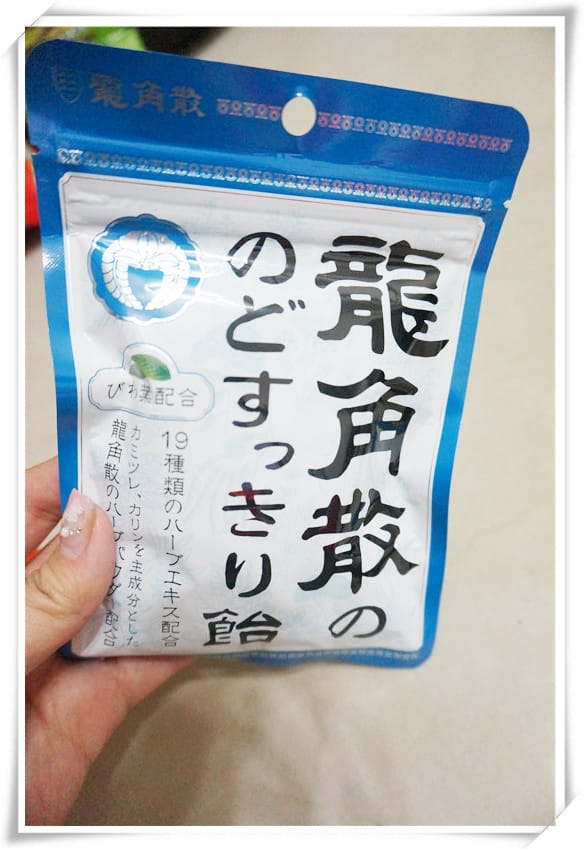 龍角散
龍角散の
のどすっきり飴
びわ葉配合
19種類のハーブエキス配合
カミツレ、カリンを主成分とした
龍角散のハーブパウダー配合